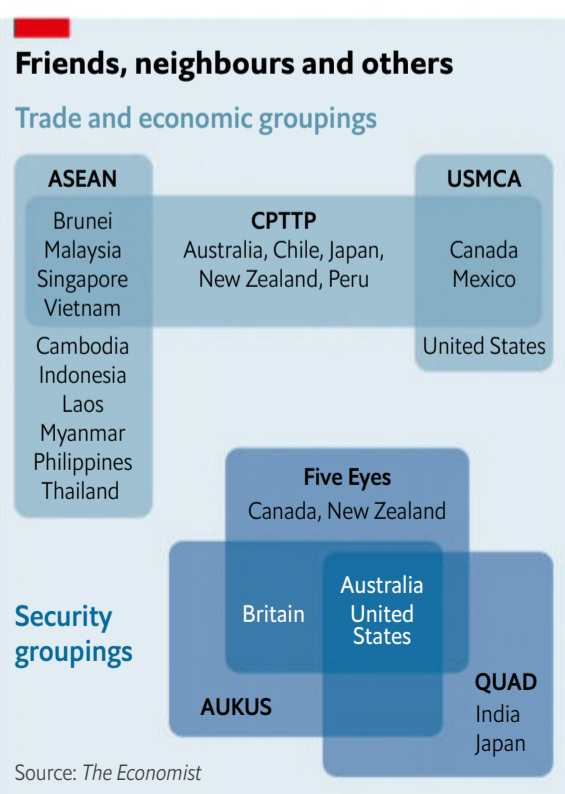 Friends, neighbours and others
Trade and economic groupings
ASEAN
Brunei
Malaysia
Singapore
Vietnam
Cambodia
Indonesia
Laos
Myanmar
Philippines
Thailand
CPTTP
Australia, Chile, Japan,
New Zealand, Peru
USMCA
Canada
Mexico
United States
Security
groupings
Five Eyes
Canada, New Zealand
Britain
Australia
United
States
AUKUS
QUAD
India
Japan
Source: The Economist